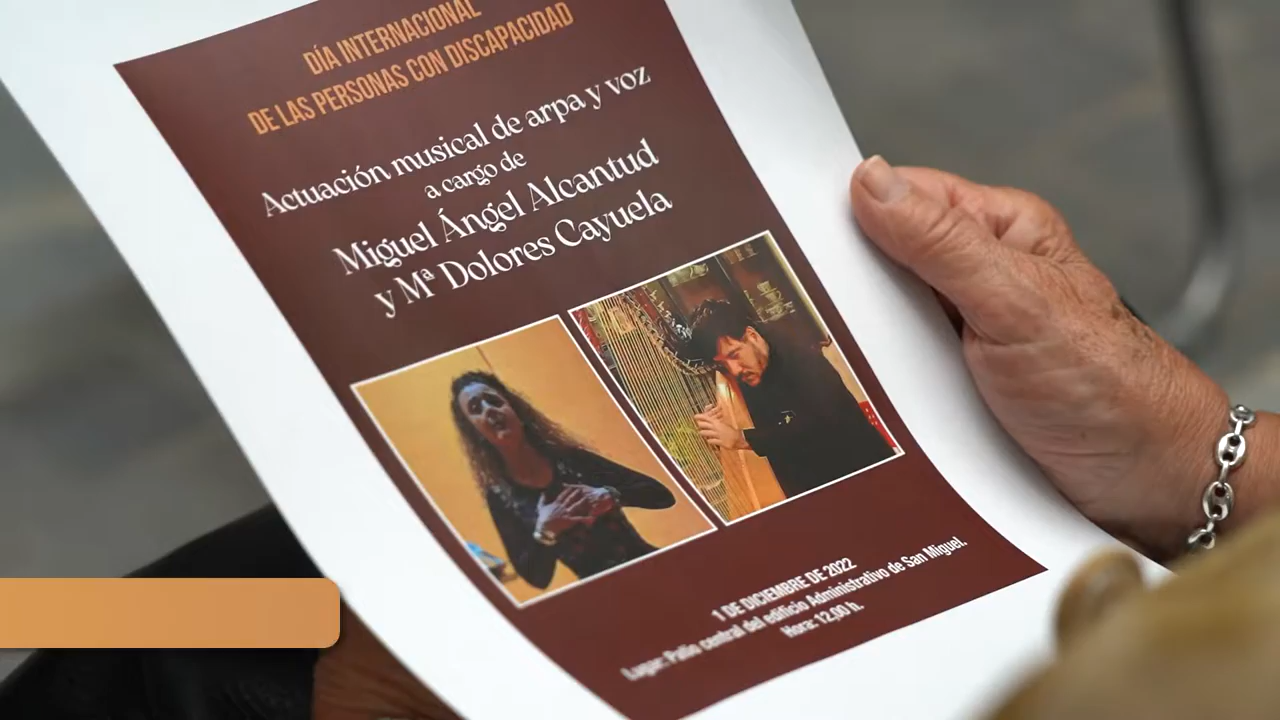 DÍA INTERNACIONAL
DE LAS PERSONAS CON DISCAPACIDAD
Actuación musical de arpa y voz
a cargo de
Miguel Ángel Alcantud
y Mª Dolores Cayuela
1 DE DICIEMBRE DE 2022
Lugar: Patio central del edificio Administrativo de San Miguel.
Hora: 12,00 h.